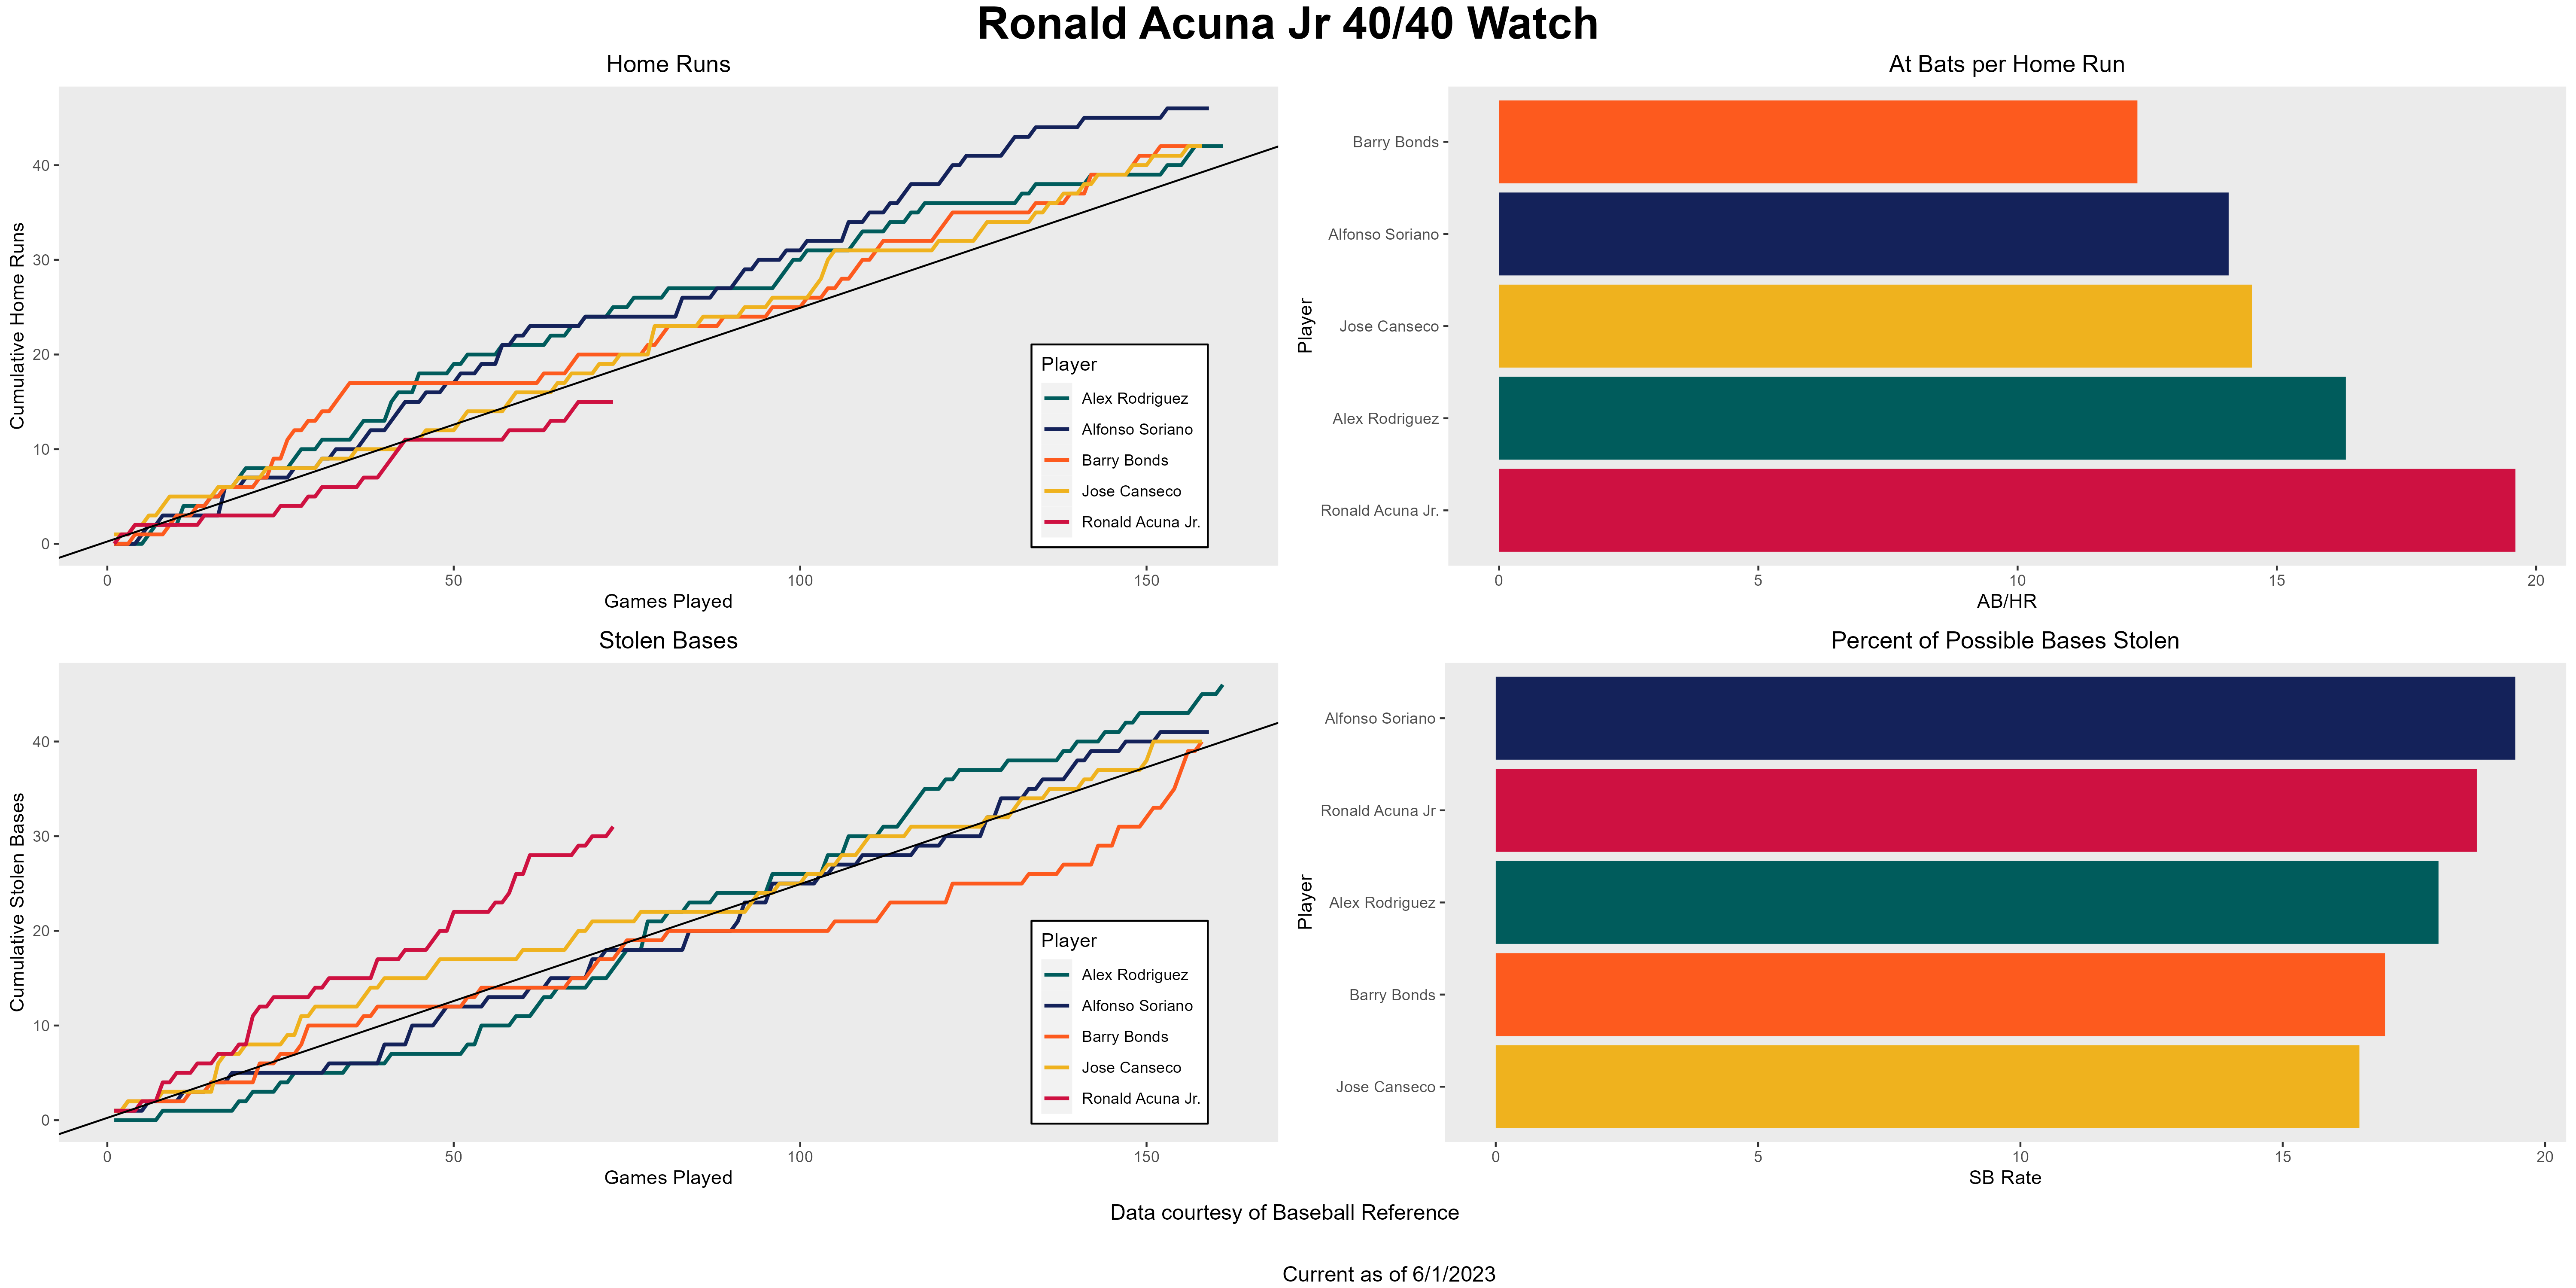 Ronald Acuna Jr 40/40 Watch
Home Runs
Cumulative Home Runs
40
30
20
10
0
0 50 100 150
Games Played
Player
Alex Rodriguez
Alfonso Soriano
Barry Bonds
Jose Canseco
Ronald Acuna Jr.
At Bats per Home Run
Player
Barry Bonds
Alfonso Soriano
Jose Canseco
Alex Rodriguez
Ronald Acuna Jr.
0 5 10 15 20
AB/HR
Stolen Bases
Cumulative Stolen Bases
40
30
20
10
0
0 50 100 150
Games Played
Player
Alex Rodriguez
Alfonso Soriano
Barry Bonds
Jose Canseco
Ronald Acuna Jr.
Percent of Possible Bases Stolen
Player
Alfonso Soriano
Ronald Acuna Jr
Alex Rodriguez
Barry Bonds
Jose Canseco
0 5 10 15 20
SB Rate
Data courtesy of Baseball Reference
Current as of 6/1/2023